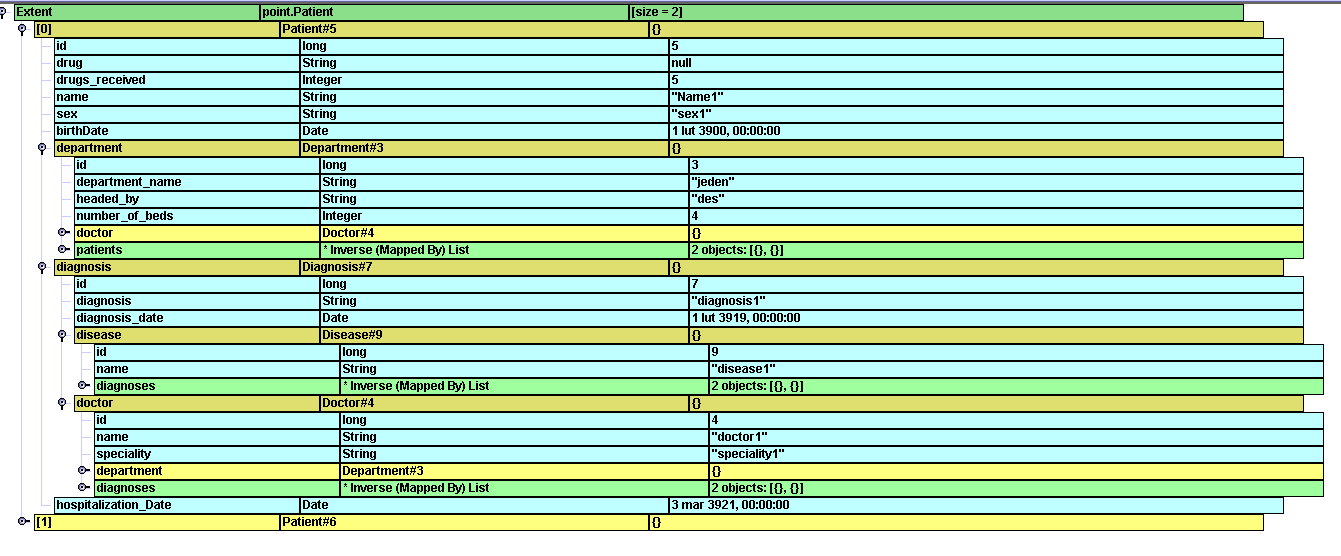 Extent point.Patient [size = 2]
[0] Patient#5 {}
id long 5
drug String null
drugs_received Integer 5
name String "Name1"
sex String "sex1"
birthDate Date 1 lut 3900, 00:00:00
department Department#3 {}
id long 3
department_name String "jeden"
headed_by String "des"
number_of_beds Integer 4
doctor Doctor#4 {}
patients * Inverse (Mapped By) List 2 objects: [{}, {}]
diagnosis Diagnosis#7 {}
id long 7
diagnosis String "diagnosis1"
diagnosis_date Date 1 lut 3919, 00:00:00
disease Disease#9 {}
id long 9
name String "disease1"
diagnoses * Inverse (Mapped By) List 2 objects: [{}, {}]
doctor Doctor#4 {}
id long 4
name String "doctor1"
speciality String "speciality1"
department Department#3 {}
diagnoses * Inverse (Mapped By) List 2 objects: [{}, {}]
hospitalization_Date Date 3 mar 3921, 00:00:00
[1] Patient#6 {}